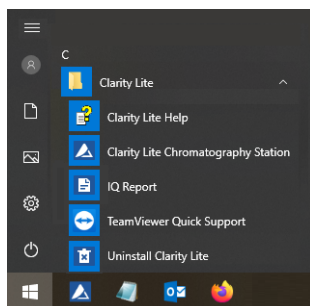 C
Clarity Lite
Clarity Lite Help
Clarity Lite Chromatography Station
IQ Report
TeamViewer Quick Support
Uninstall Clarity Lite